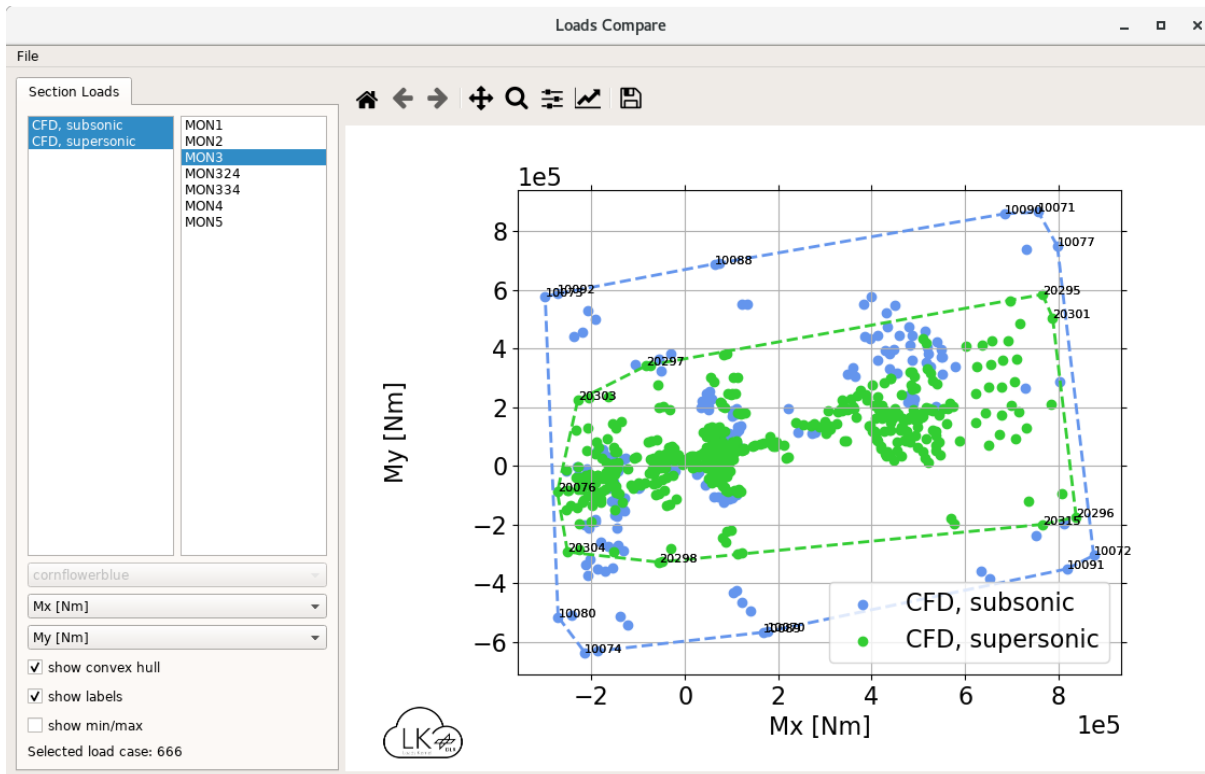 Loads Compare
File
Section Loads
CFD, subsonic
CFD, supersonic
MON1
MON2
MON3
MON324
MON334
MON4
MON5
cornflowerblue
Mx [Nm]
My [Nm]
show convex hull
show labels
show min/max
Selected load case: 666
1e5
8
6
4
2
0
−2
−4
−6
My [Nm]
10090
10071
10077
10088
10092
10073
20295
20301
20297
20303
20076
20296
20315
20304
20298
10072
10091
10080
10070
10074
CFD, subsonic
CFD, supersonic
−2
0
2
4
6
8
Mx [Nm]
1e5
LK
DLR